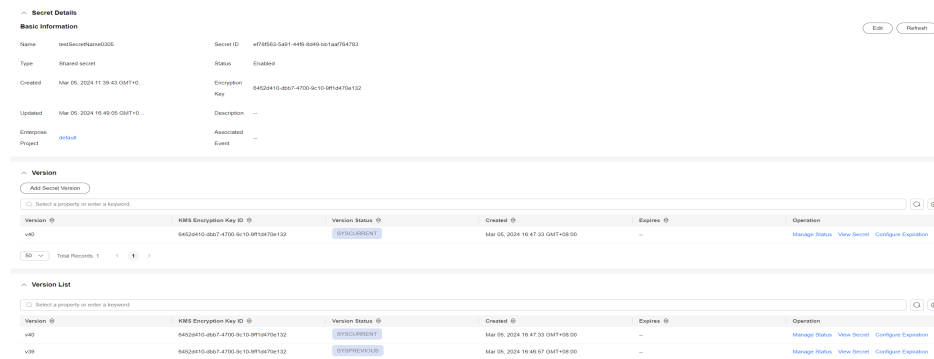 Secret Details
Basic Information
Edit Refresh
Name testSecretName0305 Secret ID ef76f563-5a91-44f8-8d49-bb1aaf764783
Type Shared secret Status Enabled
Created Mar 05, 2024 11:39:43 GMT+0... Encryption Key 6452d410-dbb7-4700-9c10-9ff1d470e132
Updated Mar 05, 2024 16:49:05 GMT+0... Description --
Enterprise Project default Associated Event --
Version
Add Secret Version
Select a property or enter a keyword.
Version KMS Encryption Key ID Version Status Created Expires Operation
v40 6452d410-dbb7-4700-9c10-9ff1d470e132 SYSCURRENT Mar 05, 2024 16:47:33 GMT+08:00 -- Manage Status View Secret Configure Expiration
50 Total Records: 1 < 1 >
Version List
Select a property or enter a keyword.
Version KMS Encryption Key ID Version Status Created Expires Operation
v40 6452d410-dbb7-4700-9c10-9ff1d470e132 SYSCURRENT Mar 05, 2024 16:47:33 GMT+08:00 -- Manage Status View Secret Configure Expiration
v39 6452d410-dbb7-4700-9c10-9ff1d470e132 SYSPREVIOUS Mar 05, 2024 16:46:57 GMT+08:00 -- Manage Status View Secret Configure Expiration